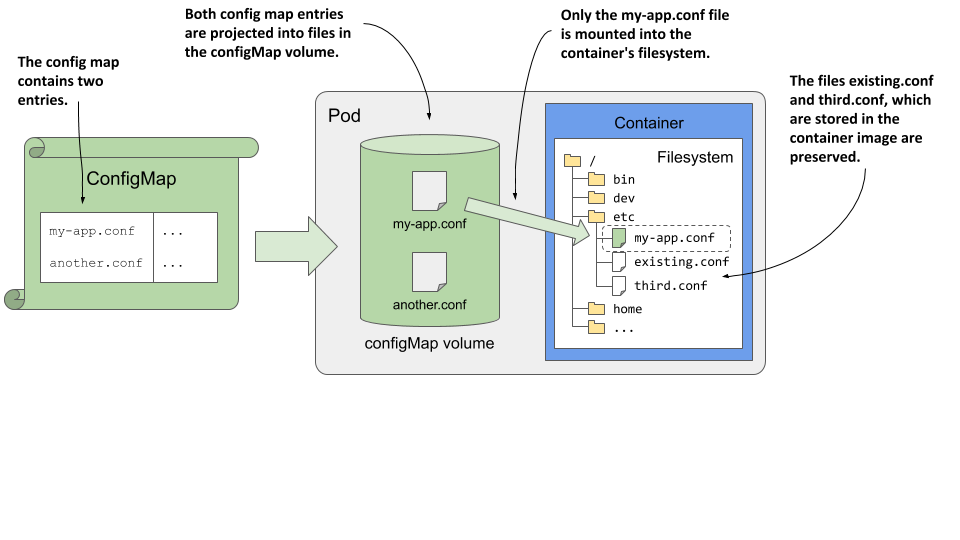 Both config map entries
are projected into files in
the configMap volume.
Only the my-app.conf file
is mounted into the
container's filesystem.
The config map
contains two
entries.
The files existing.conf
and third.conf, which
are stored in the
container image are
preserved.
ConfigMap
my-app.conf ...
another.conf ...
Pod
my-app.conf
another.conf
configMap volume
Container
Filesystem
/
bin
dev
etc
my-app.conf
existing.conf
third.conf
home
...